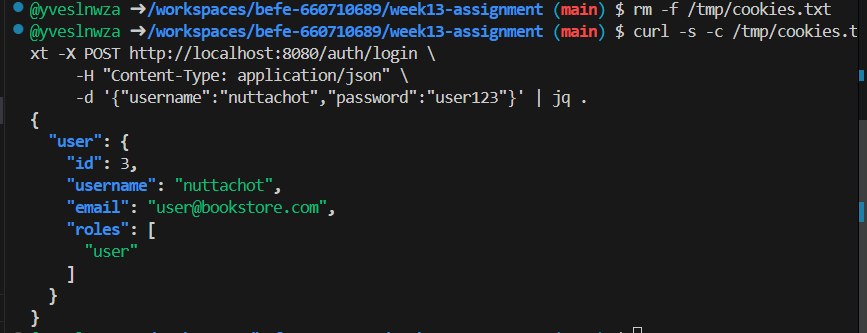 @yveslnwza ➜/workspaces/befe-660710689/week13-assignment (main) $ rm -f /tmp/cookies.txt
@yveslnwza ➜/workspaces/befe-660710689/week13-assignment (main) $ curl -s -c /tmp/cookies.t
xt -X POST http://localhost:8080/auth/login \
-H "Content-Type: application/json" \
-d '{"username":"nuttachot","password":"user123"}' | jq .
{
"user": {
"id": 3,
"username": "nuttachot",
"email": "user@bookstore.com",
"roles": [
"user"
]
}
}